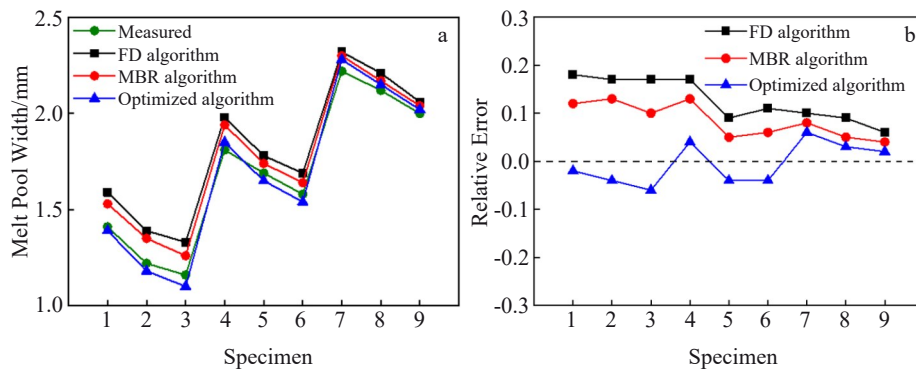 a
Melt Pool Width/mm
2.5
2.0
1.5
1.0
Measured
FD algorithm
MBR algorithm
Optimized algorithm
1 2 3 4 5 6 7 8 9
Specimen
b
Relative Error
0.3
0.2
0.1
0.0
-0.1
-0.2
-0.3
FD algorithm
MBR algorithm
Optimized algorithm
1 2 3 4 5 6 7 8 9
Specimen